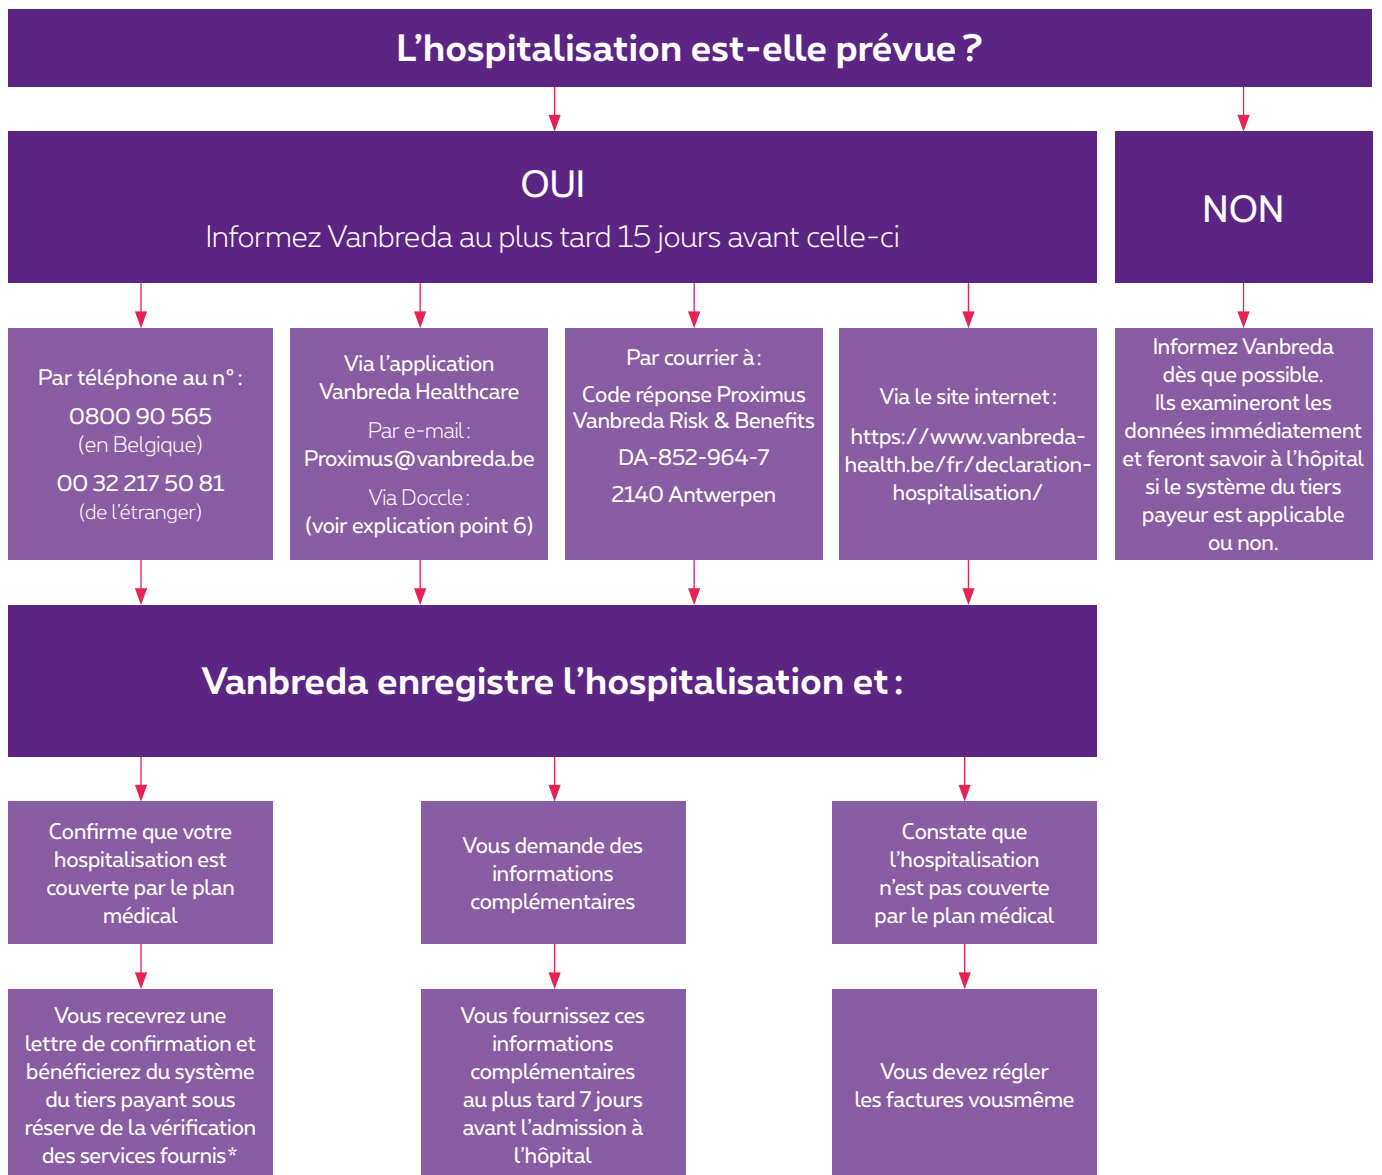 L'hospitalisation est-elle prévue ?
OUI
Informez Vanbreda au plus tard 15 jours avant celle-ci
NON
Par téléphone au n° :
0800 90 565
(en Belgique)
00 32 217 50 81
(de l'étranger)
Via l'application
Vanbreda Healthcare
Par e-mail :
Proximus@vanbreda.be
Via Doccle :
(voir explication point 6)
Par courrier à :
Code réponse Proximus
Vanbreda Risk & Benefits
DA-852-964-7
2140 Antwerpen
Via le site internet :
https://www.vanbreda-
health.be/fr/declaration-
hospitalisation/
Informez Vanbreda
dès que possible.
Ils examineront les
données immédiatement
et feront savoir à l'hôpital
si le système du tiers
payeur est applicable
ou non.
Vanbreda enregistre l'hospitalisation et :
Confirme que votre
hospitalisation est
couverte par le plan
médical
Vous demande des
informations
complémentaires
Constate que
l'hospitalisation
n'est pas couverte
par le plan médical
Vous recevrez une
lettre de confirmation et
bénéficierez du système
du tiers payant sous
réserve de la vérification
des services fournis*
Vous fournissez ces
informations
complémentaires
au plus tard 7 jours
avant l'admission à
l'hôpital
Vous devez régler
les factures vousmême